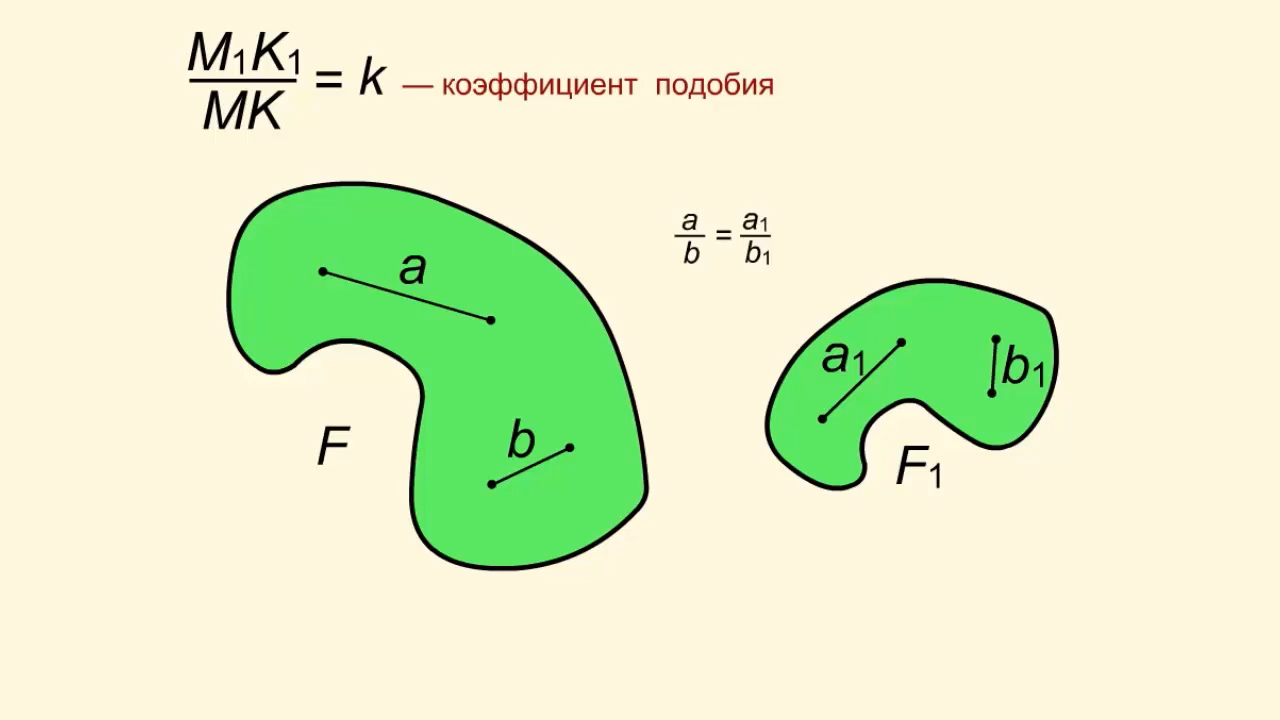 M₁K₁
MK
= k — коэффициент подобия
a
b
=
a₁
b₁
a
a₁
b₁
b
F
F₁